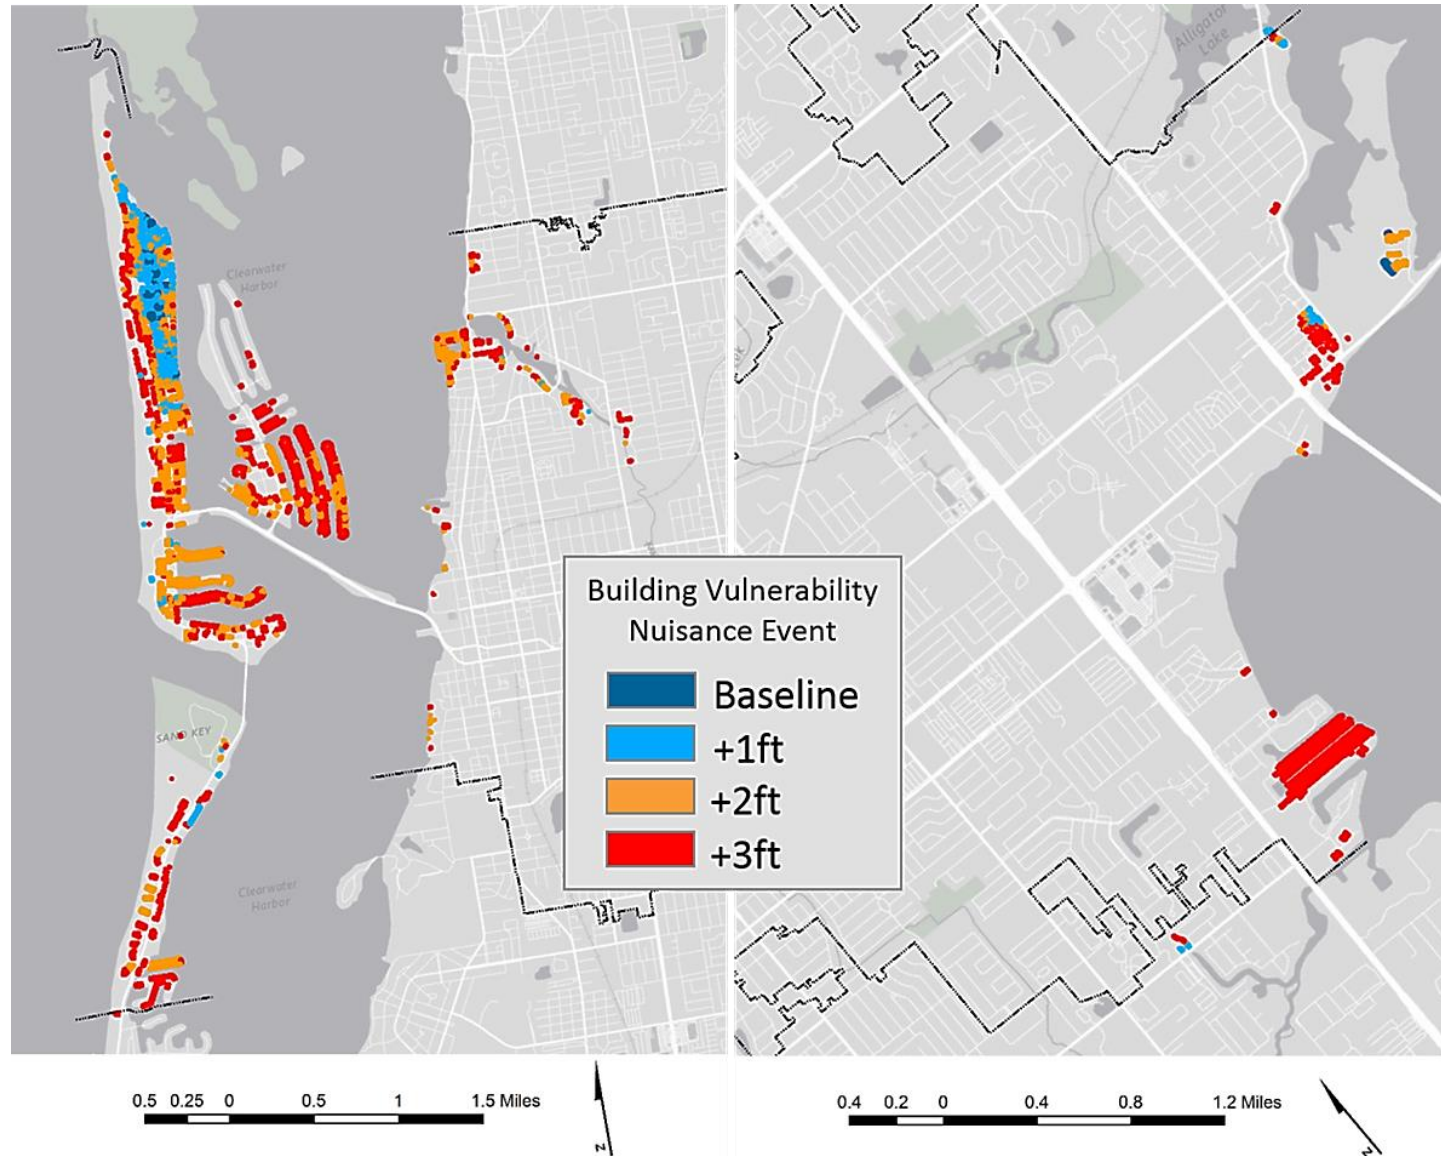 Alligator
Lake
Clearwater
Harbor
Building Vulnerability
Nuisance Event
Baseline
+1ft
+2ft
+3ft
SAND KEY
Clearwater
Harbor
0.5 0.25 0 0.5 1 1.5 Miles
N
0.4 0.2 0 0.4 0.8 1.2 Miles
N